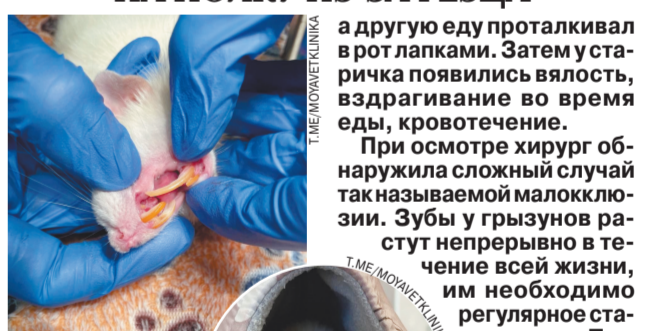 а другую еду проталкивал
в рот лапками. Затем у ста-
ричка появились вялость,
вздрагивание во время
еды, кровотечение.
При осмотре хирург об-
наружила сложный случай
так называемой малокклю-
зии. Зубы у грызунов ра-
стут непрерывно в те-
чение всей жизни,
им необходимо
регулярное ста-
T.ME/MOYAVETKLINIKA
T.ME/MOYAVETKLINIK